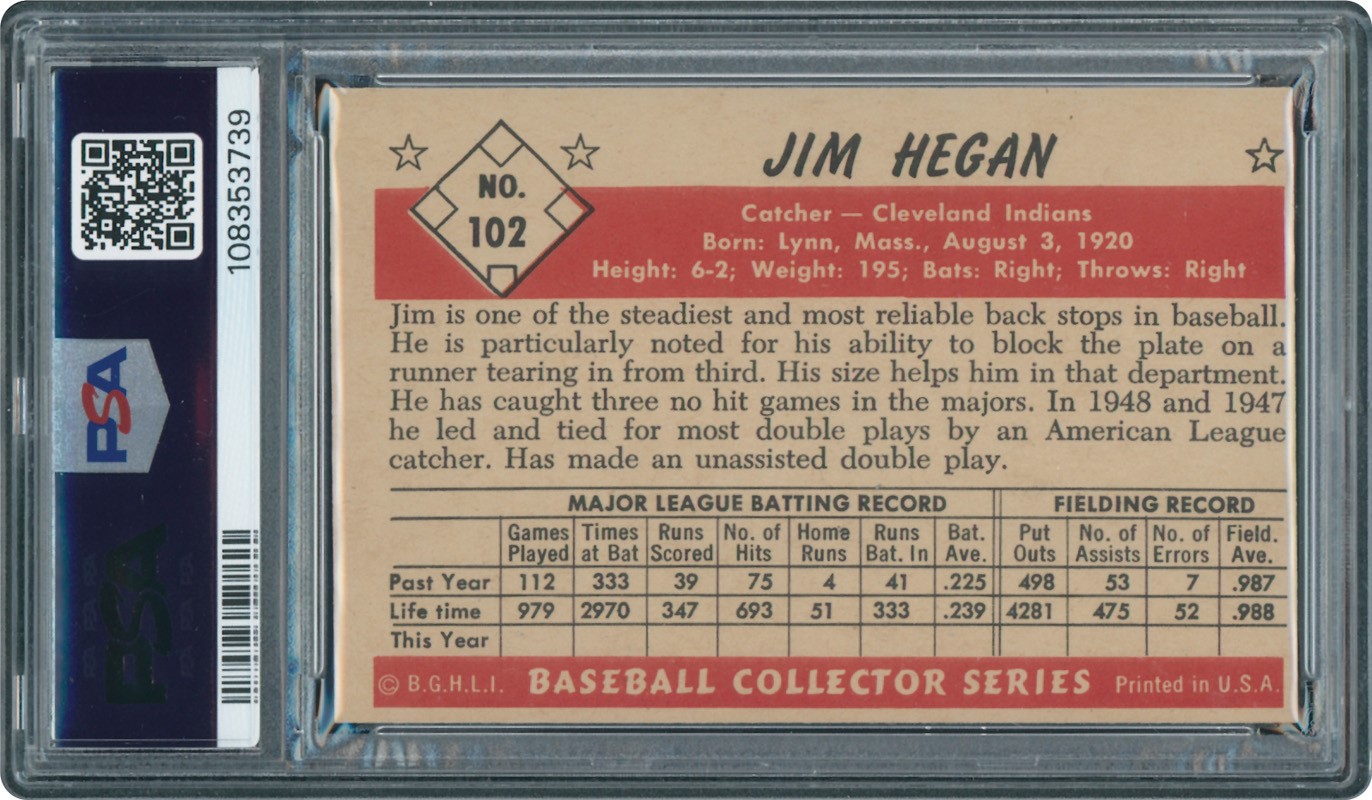 108353739
PSA
PSA
NO.
102
JIM HEGAN
Catcher — Cleveland Indians
Born: Lynn, Mass., August 3, 1920
Height: 6-2; Weight: 195; Bats: Right; Throws: Right
Jim is one of the steadiest and most reliable back stops in baseball.
He is particularly noted for his ability to block the plate on a
runner tearing in from third. His size helps him in that department.
He has caught three no hit games in the majors. In 1948 and 1947
he led and tied for most double plays by an American League
catcher. Has made an unassisted double play.
MAJOR LEAGUE BATTING RECORD FIELDING RECORD
Games Times Runs No. of Home Runs Bat. Put No. of No. of Field.
Played at Bat Scored Hits Runs Bat. In Ave. Outs Assists Errors Ave.
Past Year 112 333 39 75 4 41 .225 498 53 7 .987
Life time 979 2970 347 693 51 333 .239 4281 475 52 .988
This Year
© B.G.H.L.I. BASEBALL COLLECTOR SERIES Printed in U.S.A.